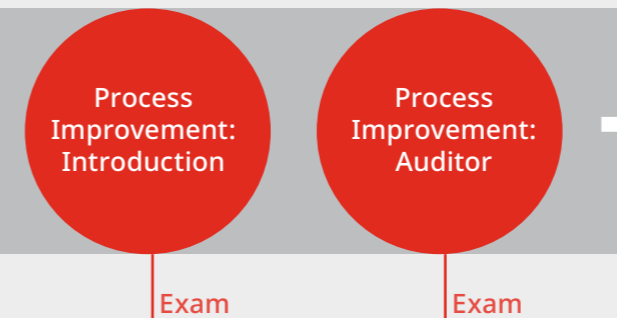 Process
Improvement:
Introduction
Process
Improvement:
Auditor
Exam
Exam